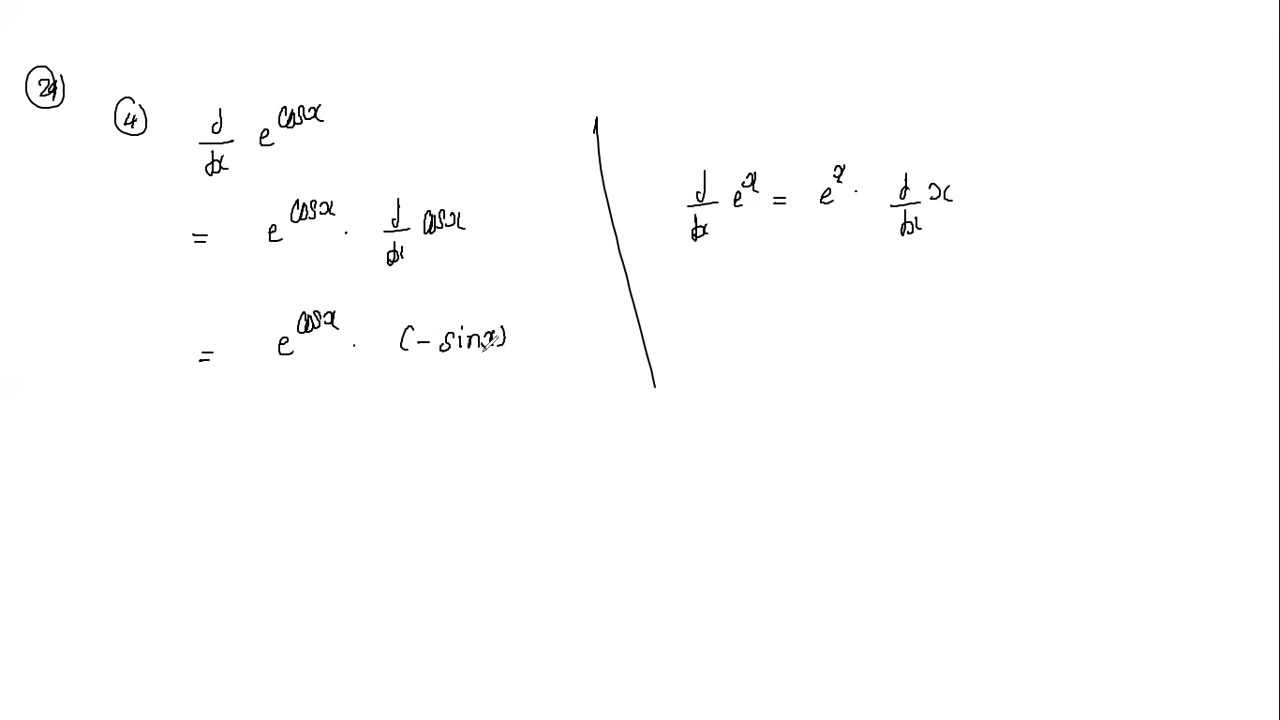 24
4 d/dx e^cosx
= e^cosx . d/dx cosx
= e^cosx . (- sinx)
d/dx e^x = e^x . d/dx x